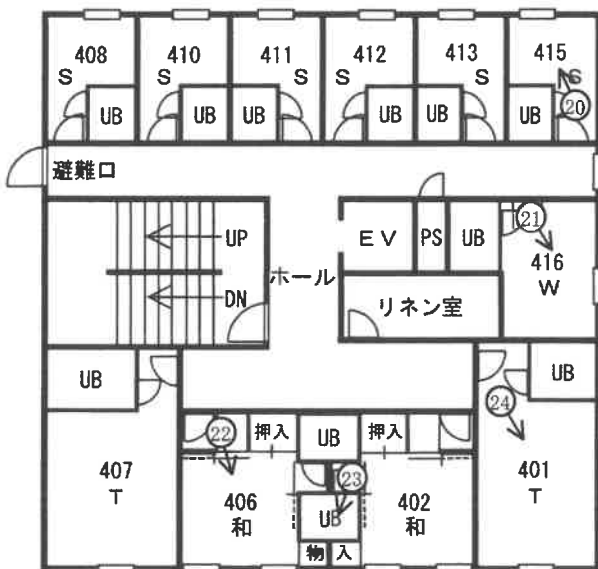 408 410 411 412 413 415
S S S S S S
UB UB UB UB UB UB 20
避難口
UP EV PS UB 21
ホール 416
DN リネン室 W
UB UB
24
22 押入 UB 押入
407 406 23 402 401
T 和 UB 和 T
物 入